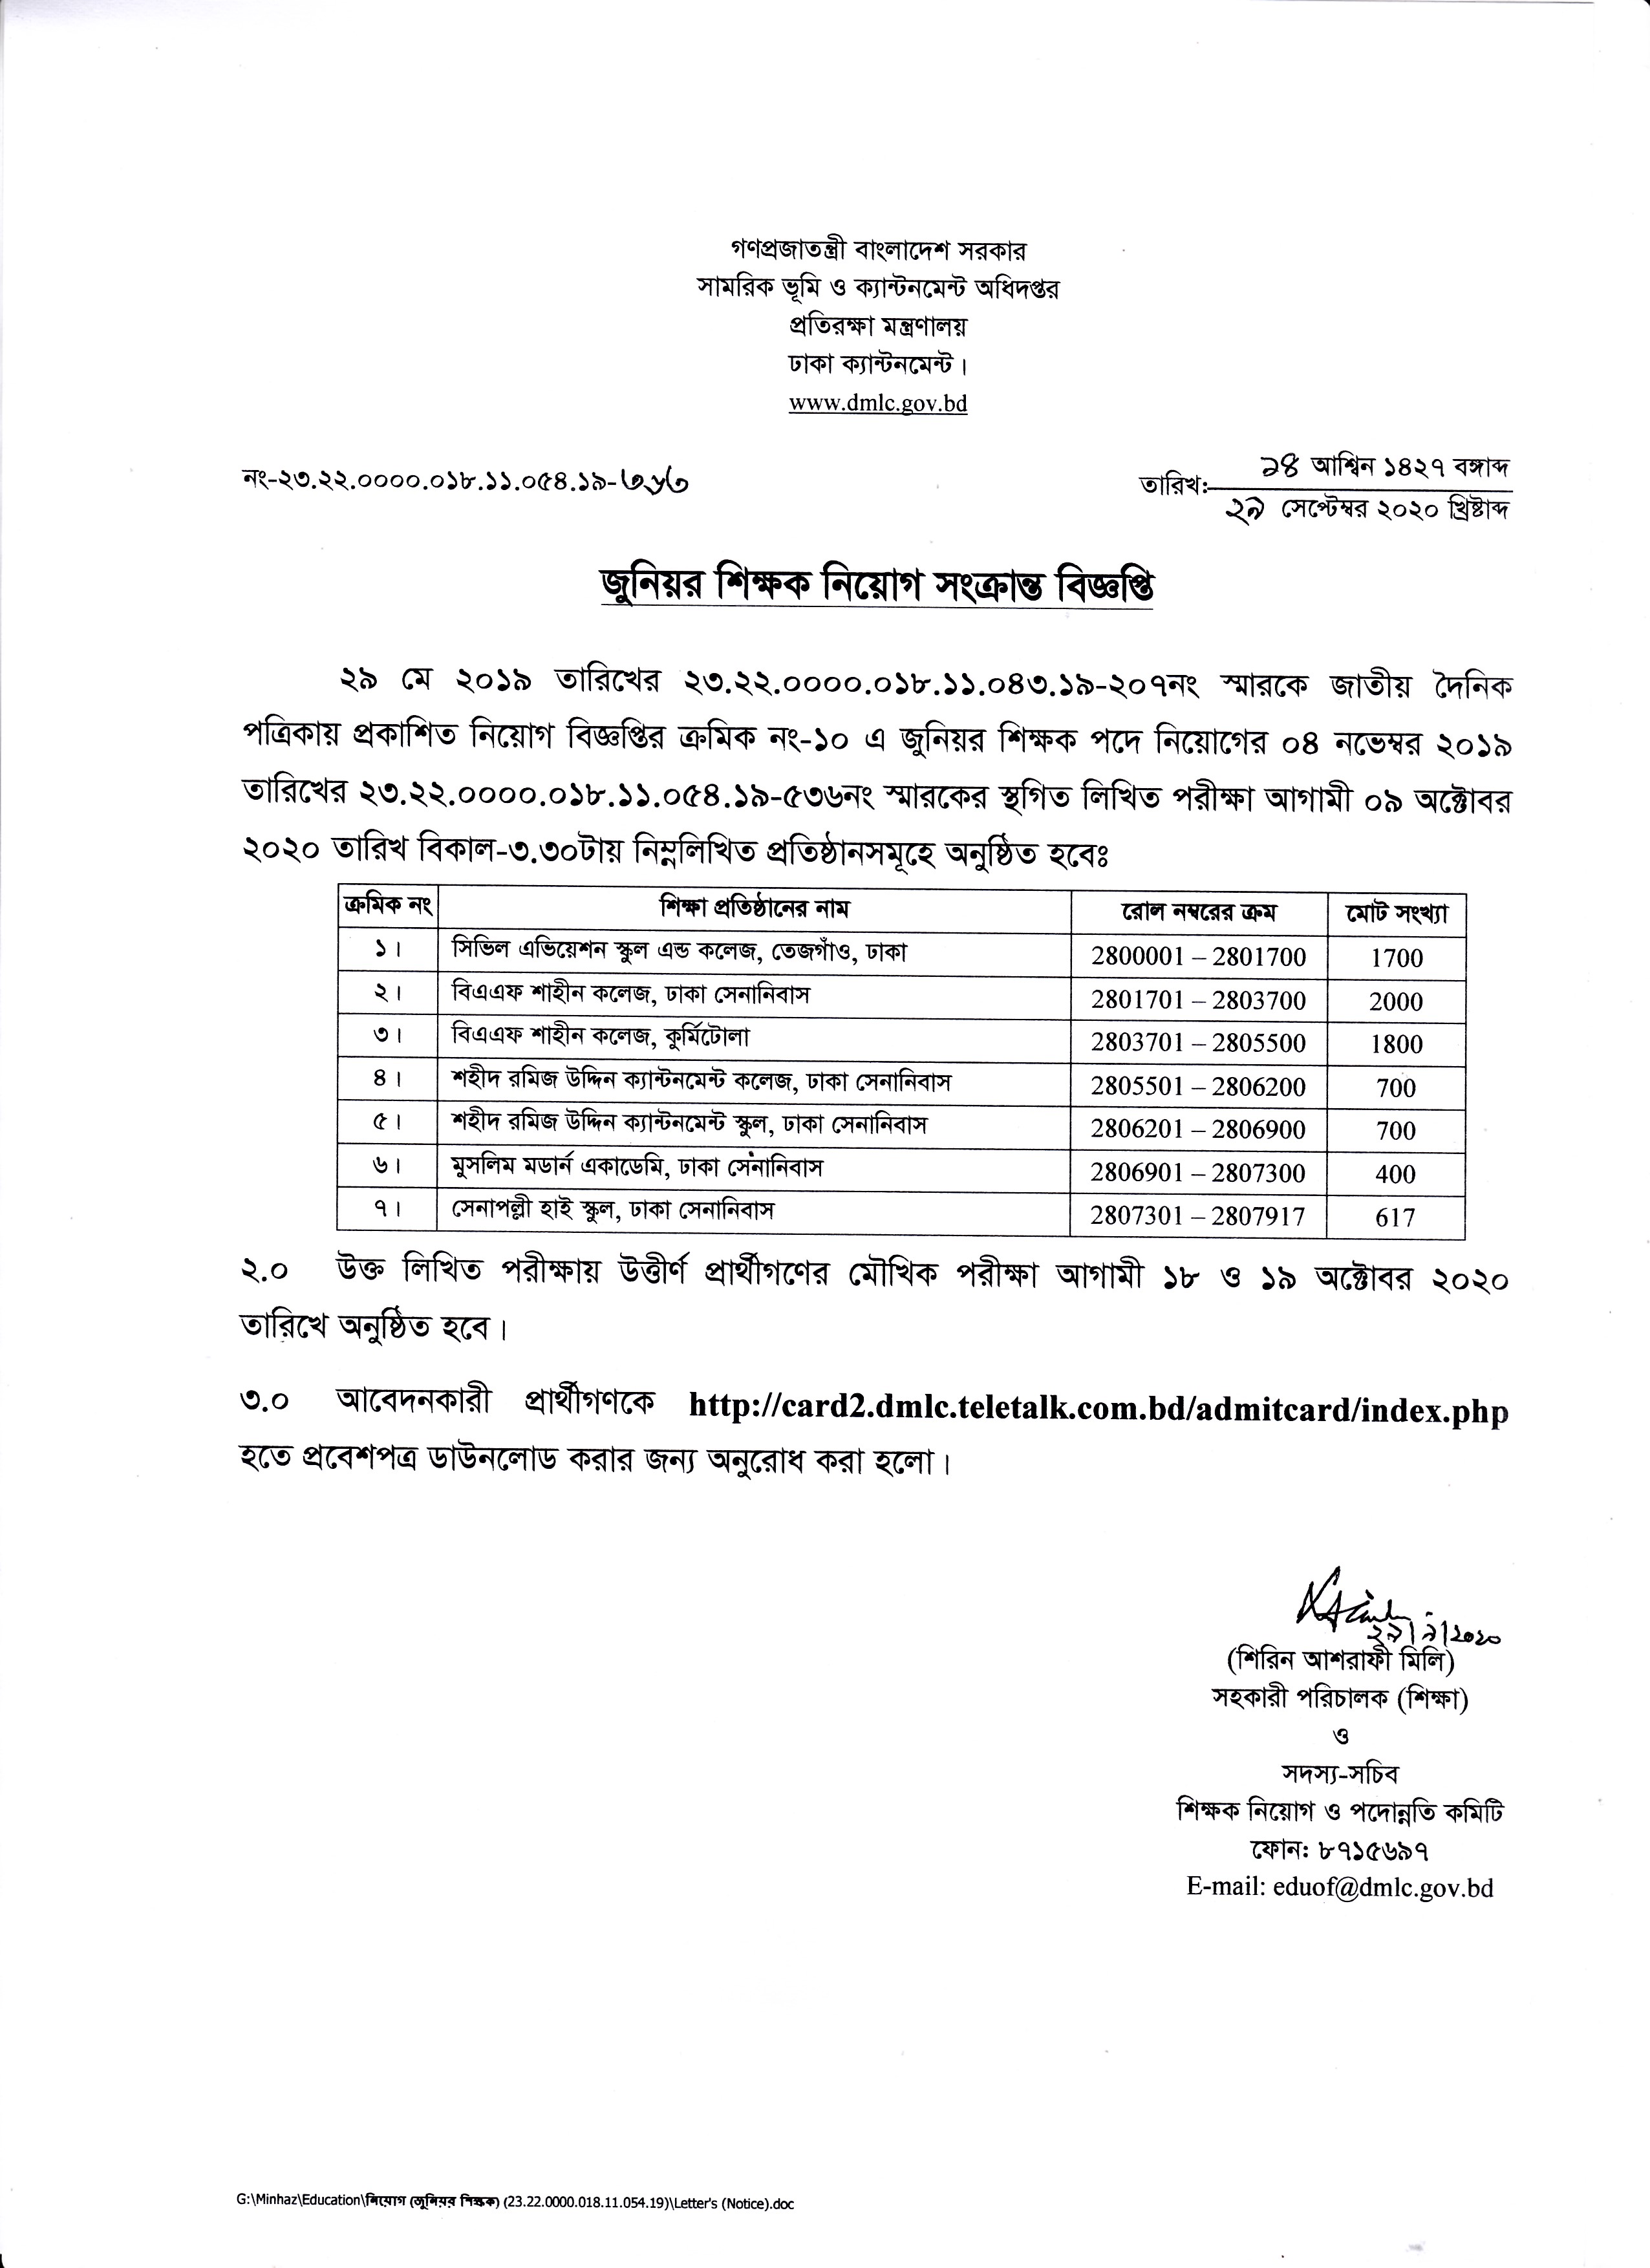 গণপ্রজাতন্ত্রী বাংলাদেশ সরকার
সামরিক ভূমি ও ক্যান্টনমেন্ট অধিদপ্তর
প্রতিরক্ষা মন্ত্রণালয়
ঢাকা ক্যান্টনমেন্ট।
www.dmlc.gov.bd
নং-২৩.২২.০০০০.০১৮.১১.০৫৪.১৯-
তারিখঃ ১৪ আশ্বিন ১৪২৭ বঙ্গাব্দ
২৯ সেপ্টেম্বর ২০২০ খ্রিষ্টাব্দ
জুনিয়র শিক্ষক নিয়োগ সংক্রান্ত বিজ্ঞপ্তি
২৯ মে ২০১৯ তারিখের ২৩.২২.০০০০.০১৮.১১.০৪৩.১৯-২০৭নং স্মারকে জাতীয় দৈনিক
পত্রিকায় প্রকাশিত নিয়োগ বিজ্ঞপ্তির ক্রমিক নং-১০ এ জুনিয়র শিক্ষক পদে নিয়োগের ০৪ নভেম্বর ২০১৯
তারিখের ২৩.২২.০০০০.০১৮.১১.০৫৪.১৯-৫৩৬নং স্মারকের স্থগিত লিখিত পরীক্ষা আগামী ০৯ অক্টোবর
২০২০ তারিখ বিকাল-৩.৩০টায় নিম্নলিখিত প্রতিষ্ঠানসমূহে অনুষ্ঠিত হবেঃ
ক্রমিক নং শিক্ষা প্রতিষ্ঠানের নাম রোল নম্বরের ক্রম মোট সংখ্যা
১। সিভিল এভিয়েশন স্কুল এন্ড কলেজ, তেজগাঁও, ঢাকা 2800001 – 2801700 1700
২। বিএএফ শাহীন কলেজ, ঢাকা সেনানিবাস 2801701 – 2803700 2000
৩। বিএএফ শাহীন কলেজ, কুর্মিটোলা 2803701 – 2805500 1800
৪। শহীদ রমিজ উদ্দিন ক্যান্টনমেন্ট কলেজ, ঢাকা সেনানিবাস 2805501 – 2806200 700
৫। শহীদ রমিজ উদ্দিন ক্যান্টনমেন্ট স্কুল, ঢাকা সেনানিবাস 2806201 – 2806900 700
৬। মুসলিম মডার্ন একাডেমি, ঢাকা সেনানিবাস 2806901 – 2807300 400
৭। সেনাপল্লী হাই স্কুল, ঢাকা সেনানিবাস 2807301 – 2807917 617
২.০ উক্ত লিখিত পরীক্ষায় উত্তীর্ণ প্রার্থীগণের মৌখিক পরীক্ষা আগামী ১৮ ও ১৯ অক্টোবর ২০২০
তারিখে অনুষ্ঠিত হবে।
৩.০ আবেদনকারী প্রার্থীগণকে http://card2.dmlc.teletalk.com.bd/admitcard/index.php
হতে প্রবেশপত্র ডাউনলোড করার জন্য অনুরোধ করা হলো।
২৯/৯/২০২০
(শিরিন আশরাফী মিলি)
সহকারী পরিচালক (শিক্ষা)
ও
সদস্য-সচিব
শিক্ষক নিয়োগ ও পদোন্নতি কমিটি
ফোন: ৮৭১৫৬৯৭
E-mail: eduof@dmlc.gov.bd
G:\Minhaz\Education\নিয়োগ (জুনিয়র শিক্ষক) (23.22.0000.018.11.054.19)\Letter's (Notice).doc